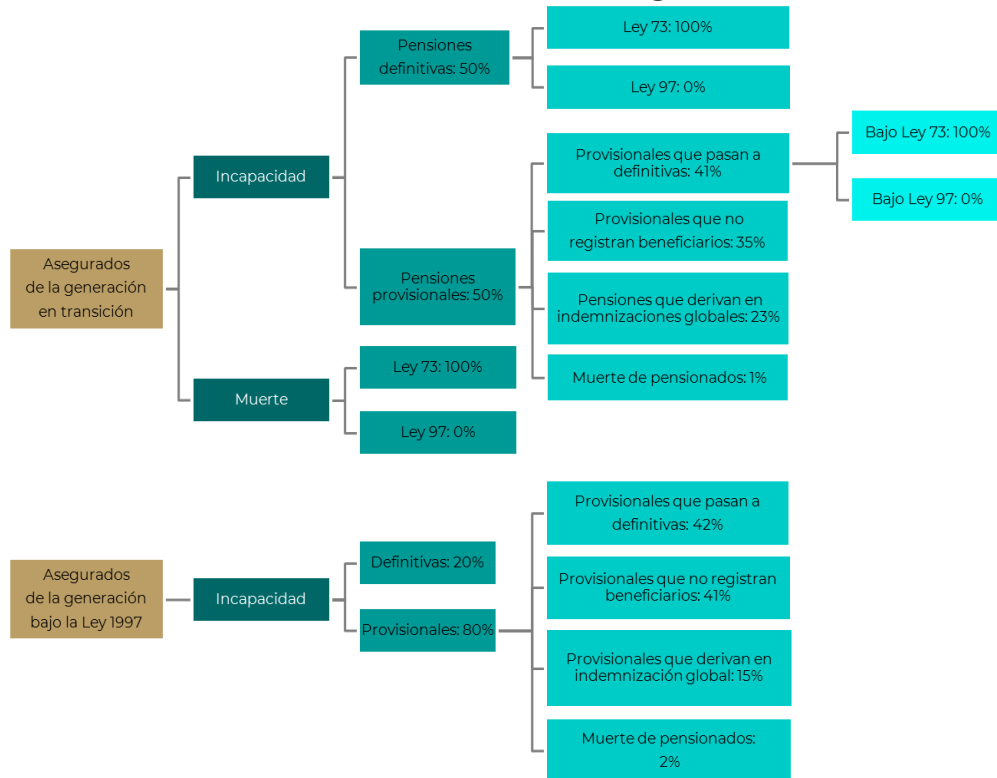 Asegurados
de la generación
en transición
Incapacidad
Pensiones
definitivas: 50%
Ley 73: 100%
Ley 97: 0%
Pensiones
provisionales: 50%
Provisionales que pasan a
definitivas: 41%
Bajo Ley 73: 100%
Bajo Ley 97: 0%
Provisionales que no
registran beneficiarios: 35%
Pensiones que derivan en
indemnizaciones globales: 23%
Muerte de pensionados: 1%
Muerte
Ley 73: 100%
Ley 97: 0%
Asegurados
de la generación
bajo la Ley 1997
Incapacidad
Definitivas: 20%
Provisionales: 80%
Provisionales que pasan a
definitivas: 42%
Provisionales que no registran
beneficiarios: 41%
Provisionales que derivan en
indemnización global: 15%
Muerte de pensionados:
2%